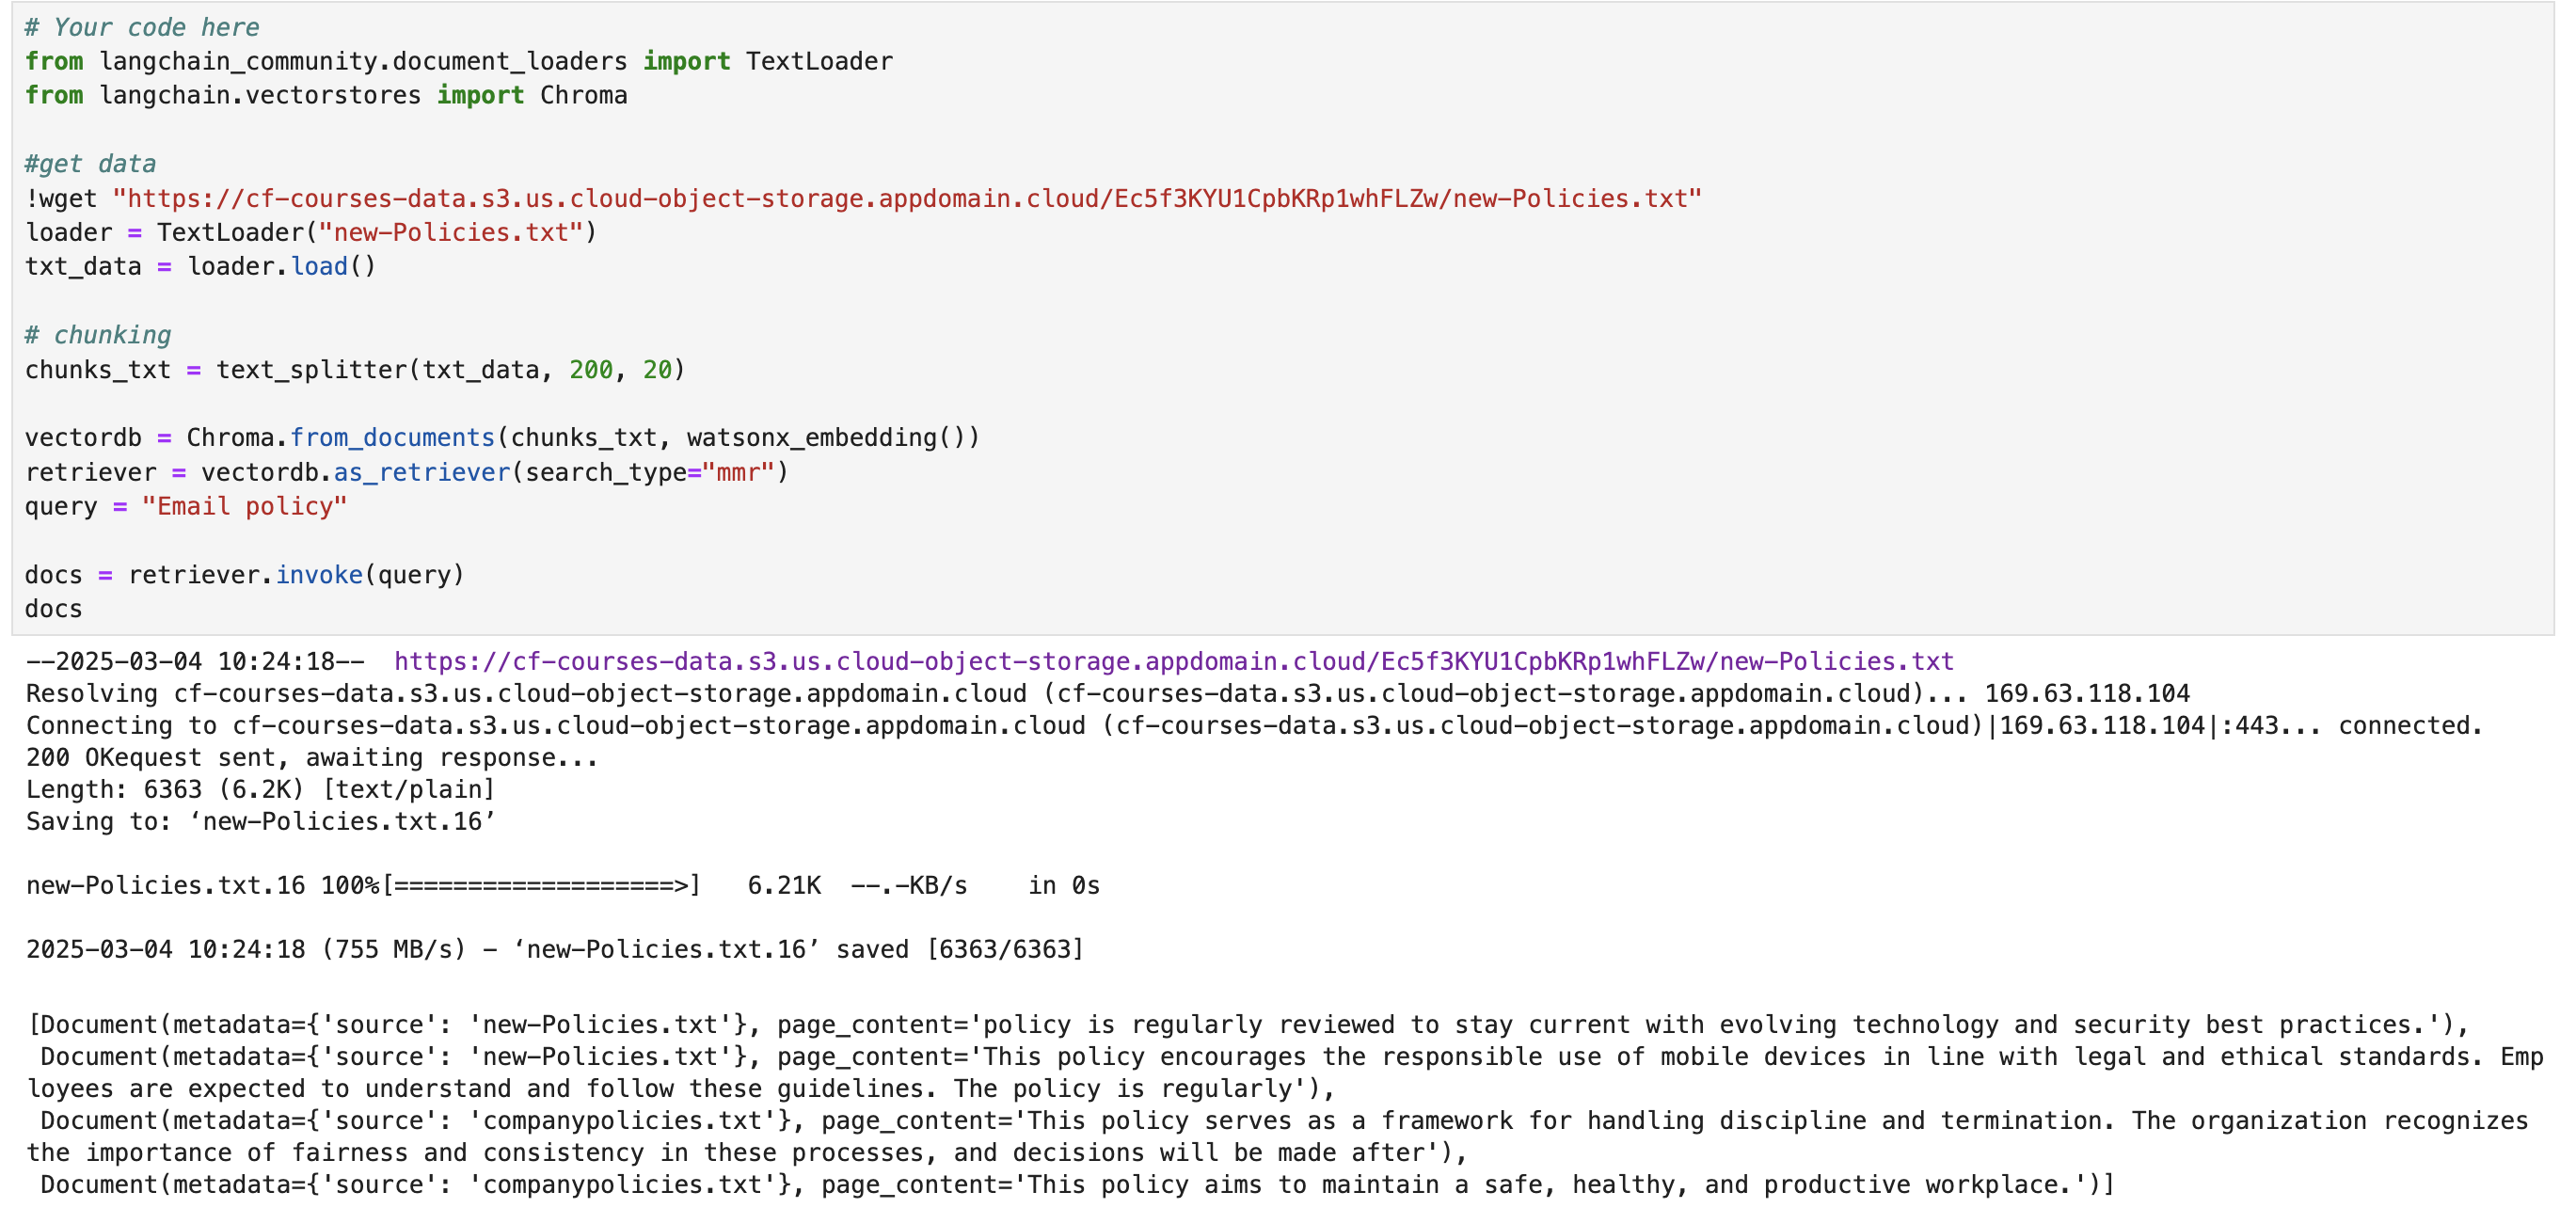 # Your code here
from langchain_community.document_loaders import TextLoader
from langchain.vectorstores import Chroma
#get data
!wget "https://cf-courses-data.s3.us.cloud-object-storage.appdomain.cloud/Ec5f3KYU1CpbKRp1whFLZw/new-Policies.txt"
loader = TextLoader("new-Policies.txt")
txt_data = loader.load()
# chunking
chunks_txt = text_splitter(txt_data, 200, 20)
vectordb = Chroma.from_documents(chunks_txt, watsonx_embedding())
retriever = vectordb.as_retriever(search_type="mmr")
query = "Email policy"
docs = retriever.invoke(query)
docs
--2025-03-04 10:24:18--  https://cf-courses-data.s3.us.cloud-object-storage.appdomain.cloud/Ec5f3KYU1CpbKRp1whFLZw/new-Policies.txt
Resolving cf-courses-data.s3.us.cloud-object-storage.appdomain.cloud (cf-courses-data.s3.us.cloud-object-storage.appdomain.cloud)... 169.63.118.104
Connecting to cf-courses-data.s3.us.cloud-object-storage.appdomain.cloud (cf-courses-data.s3.us.cloud-object-storage.appdomain.cloud)|169.63.118.104|:443... connected.
200 OKequest sent, awaiting response...
Length: 6363 (6.2K) [text/plain]
Saving to: ‘new-Policies.txt.16’
new-Policies.txt.16 100%[===================>]   6.21K  --.-KB/s    in 0s
2025-03-04 10:24:18 (755 MB/s) - ‘new-Policies.txt.16’ saved [6363/6363]
[Document(metadata={'source': 'new-Policies.txt'}, page_content='policy is regularly reviewed to stay current with evolving technology and security best practices.'),
 Document(metadata={'source': 'new-Policies.txt'}, page_content='This policy encourages the responsible use of mobile devices in line with legal and ethical standards. Emp
loyees are expected to understand and follow these guidelines. The policy is regularly'),
 Document(metadata={'source': 'companypolicies.txt'}, page_content='This policy serves as a framework for handling discipline and termination. The organization recognizes
the importance of fairness and consistency in these processes, and decisions will be made after'),
 Document(metadata={'source': 'companypolicies.txt'}, page_content='This policy aims to maintain a safe, healthy, and productive workplace.')]